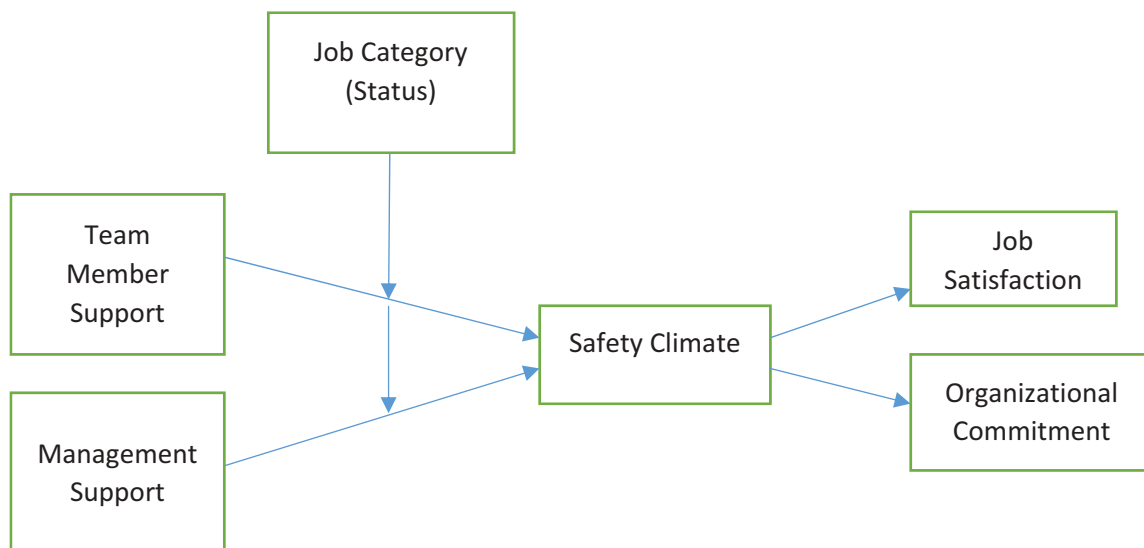 Job Category
(Status)
Team
Member
Support
Management
Support
Safety Climate
Job
Satisfaction
Organizational
Commitment